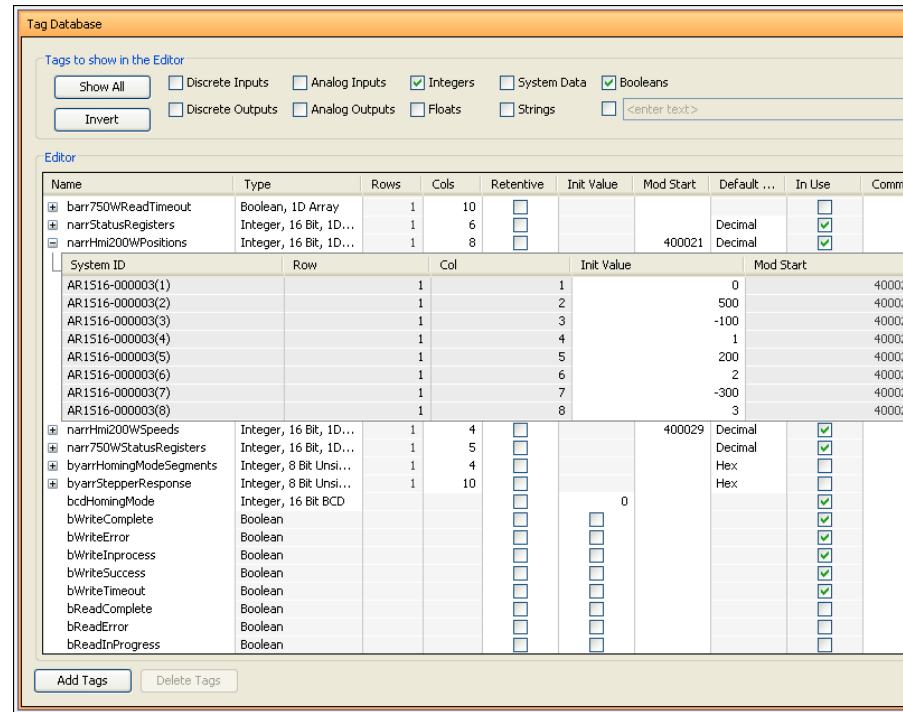 Tag Database
Tags to show in the Editor
Show All Discrete Inputs Analog Inputs Integers System Data Booleans
Invert Discrete Outputs Analog Outputs Floats Strings <enter text>
Editor
Name Type Rows Cols Retentive Init Value Mod Start Default ... In Use Comm
barr750WReadTimeout Boolean, 1D Array 1 10
narrStatusRegisters Integer, 16 Bit, 1D... 1 6 Decimal
narrHmi200WPositions Integer, 16 Bit, 1D... 1 8 400021 Decimal
System ID Row Col Init Value Mod Start
AR1S16-000003(1) 1 1 0 4000
AR1S16-000003(2) 1 2 500 4000
AR1S16-000003(3) 1 3 -100 4000
AR1S16-000003(4) 1 4 1 4000
AR1S16-000003(5) 1 5 200 4000
AR1S16-000003(6) 1 6 2 4000
AR1S16-000003(7) 1 7 -300 4000
AR1S16-000003(8) 1 8 3 4000
narrHmi200WSpeeds Integer, 16 Bit, 1D... 1 4 400029 Decimal
narr750WStatusRegisters Integer, 16 Bit, 1D... 1 5 Decimal
byarrHomingModeSegments Integer, 8 Bit Unsi... 1 4 Hex
byarrStepperResponse Integer, 8 Bit Unsi... 1 10 Hex
bcdHomingMode Integer, 16 Bit BCD 0
bWriteComplete Boolean
bWriteError Boolean
bWriteInprocess Boolean
bWriteSuccess Boolean
bWriteTimeout Boolean
bReadComplete Boolean
bReadError Boolean
bReadInProgress Boolean
Add Tags Delete Tags